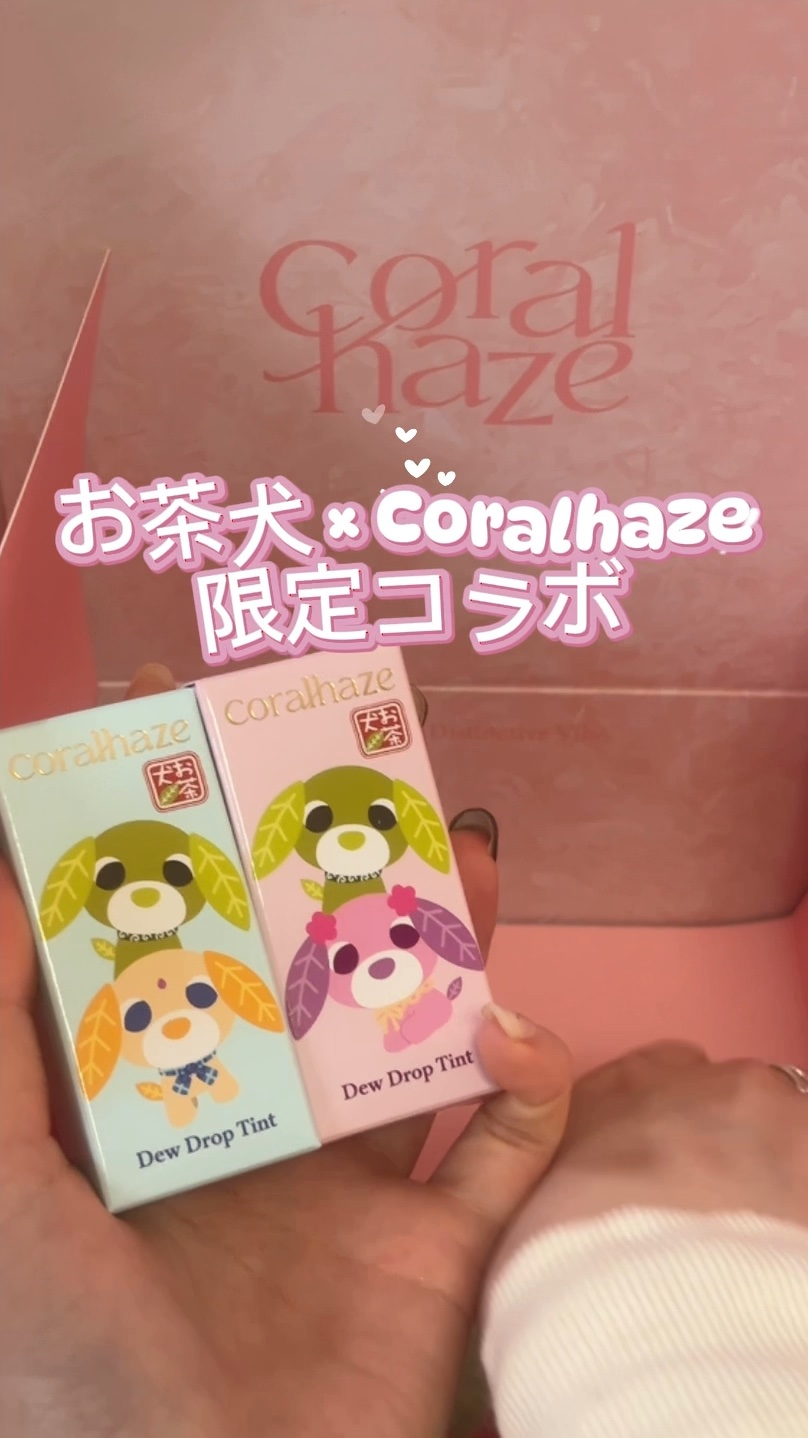 coral
haze
お茶犬×Coralhaze
限定コラボ
Coralhaze
お茶犬
Dew Drop Tint
Coralhaze
お茶犬
Dew Drop Tint